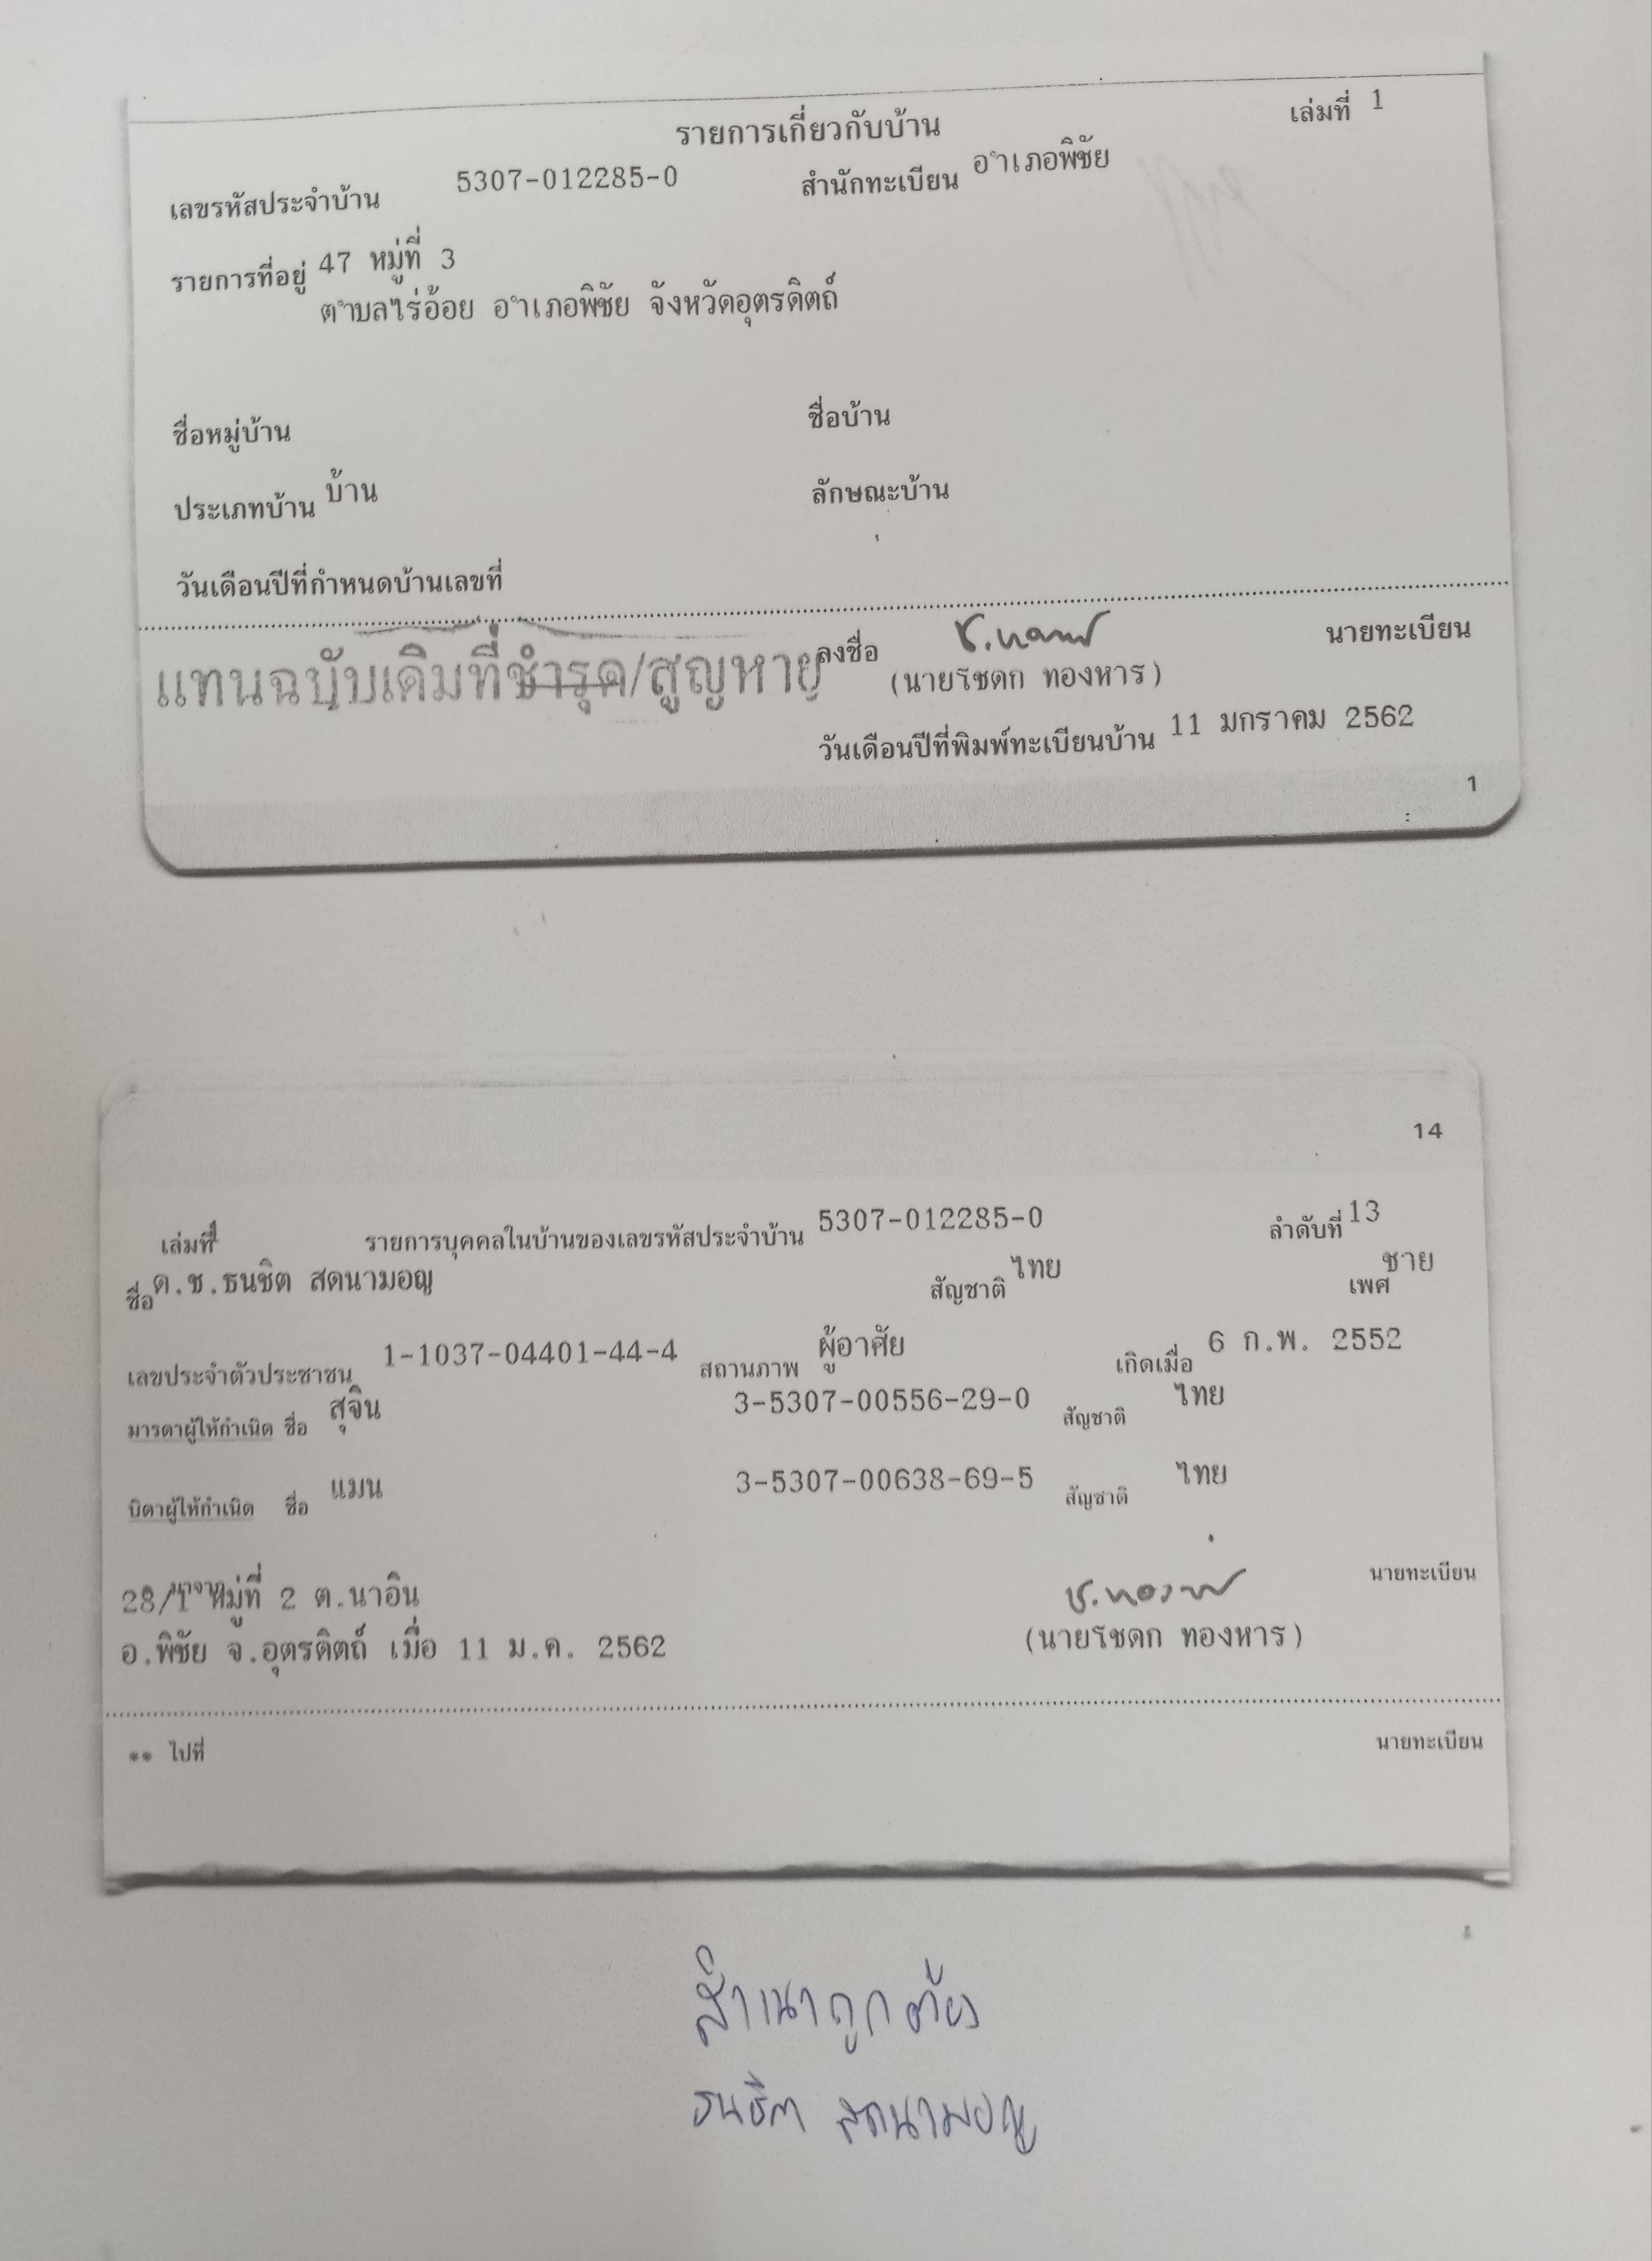 รายการเกี่ยวกับบ้าน เล่มที่ 1
เลขรหัสประจำบ้าน 5307-012285-0 สำนักทะเบียน อำเภอพิชัย
รายการที่อยู่ 47 หมู่ที่ 3
ตำบลไร่อ้อย อำเภอพิชัย จังหวัดอุตรดิตถ์
ชื่อหมู่บ้าน ชื่อบ้าน
ประเภทบ้าน บ้าน ลักษณะบ้าน
วันเดือนปีที่กำหนดบ้านเลขที่
แทนฉบับเดิมที่ชำรุด/สูญหาย ลงชื่อ นายทะเบียน
(นายโชดก ทองหาร)
วันเดือนปีที่พิมพ์ทะเบียนบ้าน 11 มกราคม 2562
1
14
เล่มที่ 1 รายการบุคคลในบ้านของเลขรหัสประจำบ้าน 5307-012285-0 ลำดับที่ 13
ชื่อ ด.ช.ธนชิต สดนามอญ สัญชาติ ไทย เพศ ชาย
เลขประจำตัวประชาชน 1-1037-04401-44-4 สถานภาพ ผู้อาศัย เกิดเมื่อ 6 ก.พ. 2552
มารดาผู้ให้กำเนิด ชื่อ สุจิน 3-5307-00556-29-0 สัญชาติ ไทย
บิดาผู้ให้กำเนิด ชื่อ แมน 3-5307-00638-69-5 สัญชาติ ไทย
28/1 หมู่ที่ 2 ต.นาอิน นายทะเบียน
อ.พิชัย จ.อุตรดิตถ์ เมื่อ 11 ม.ค. 2562 (นายโชดก ทองหาร)
** ไปที่ นายทะเบียน
สำเนาถูกต้อง
ธนชิต สดนามอญ